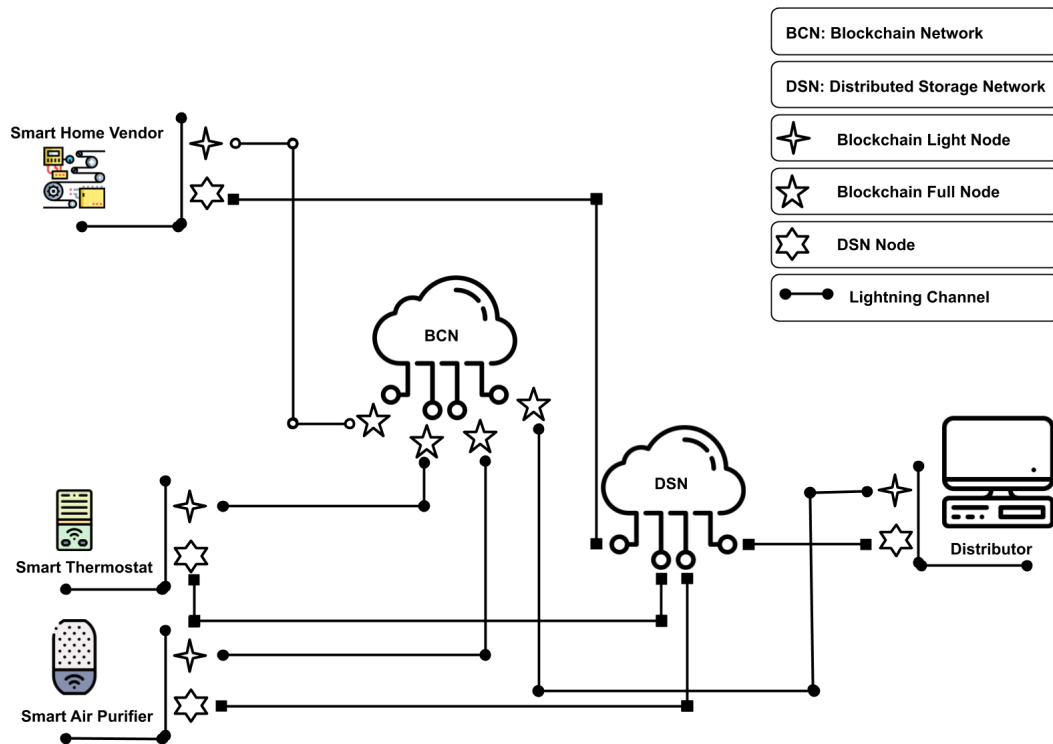 BCN: Blockchain Network
DSN: Distributed Storage Network
Blockchain Light Node
Blockchain Full Node
DSN Node
Lightning Channel
Smart Home Vendor
BCN
DSN
Smart Thermostat
Distributor
Smart Air Purifier